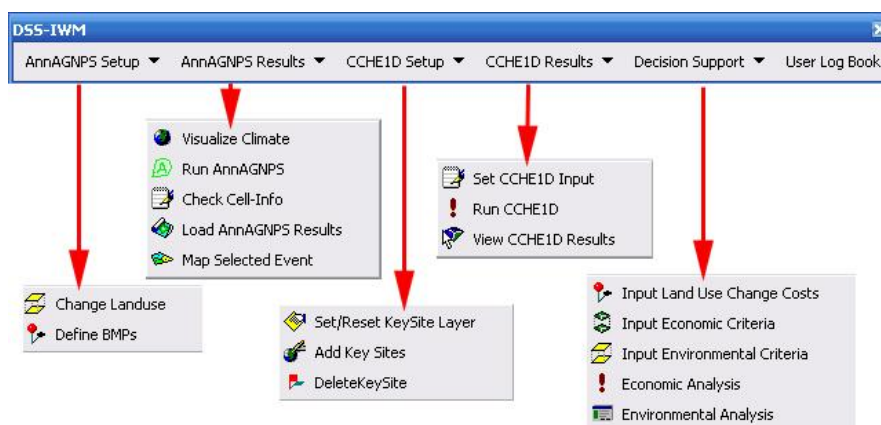 DSS-IWM
AnnAGNPS Setup AnnAGNPS Results CCHE1D Setup CCHE1D Results Decision Support User Log Book
Visualize Climate
Run AnnAGNPS
Check Cell-Info
Load AnnAGNPS Results
Map Selected Event
Set CCHE1D Input
Run CCHE1D
View CCHE1D Results
Change Landuse
Define BMPs
Set/Reset KeySite Layer
Add Key Sites
DeleteKeySite
Input Land Use Change Costs
Input Economic Criteria
Input Environmental Criteria
Economic Analysis
Environmental Analysis